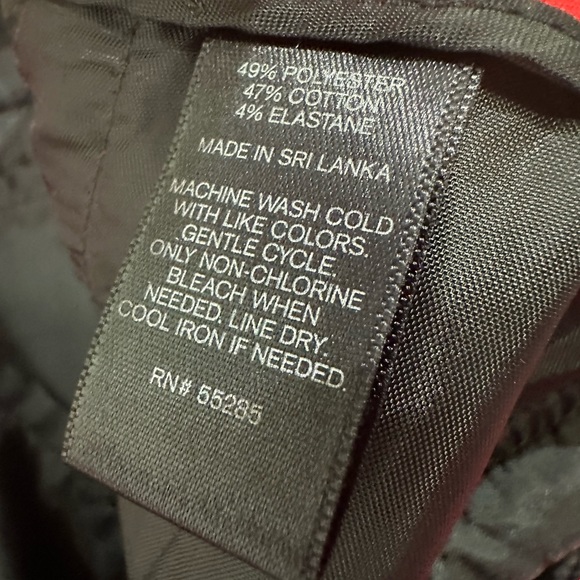 49% POLYESTER
47% COTTON
4% ELASTANE
MADE IN SRI LANKA
MACHINE WASH COLD
WITH LIKE COLORS.
GENTLE CYCLE.
ONLY NON-CHLORINE
BLEACH WHEN
NEEDED. LINE DRY.
COOL IRON IF NEEDED.
RN# 55285